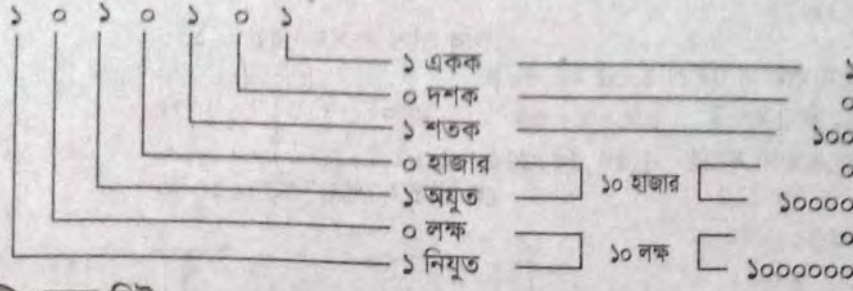 ১ ০ ১ ০ ১ ০ ১
১ একক ১
০ দশক ০
১ শতক ১০০
০ হাজার ০
১০ হাজার
১ অযুত ১০০০০
০ লক্ষ ০
১০ লক্ষ
১ নিযুত ১০০০০০০